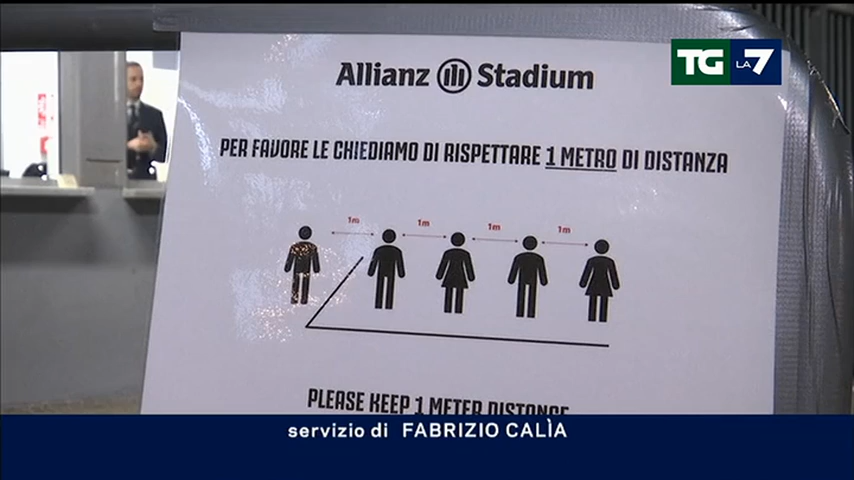 TG LA7
Allianz Stadium
PER FAVORE LE CHIEDIAMO DI RISPETTARE 1 METRO DI DISTANZA
1m 1m 1m 1m
PLEASE KEEP 1 METER DISTANCE
servizio di FABRIZIO CALÌA